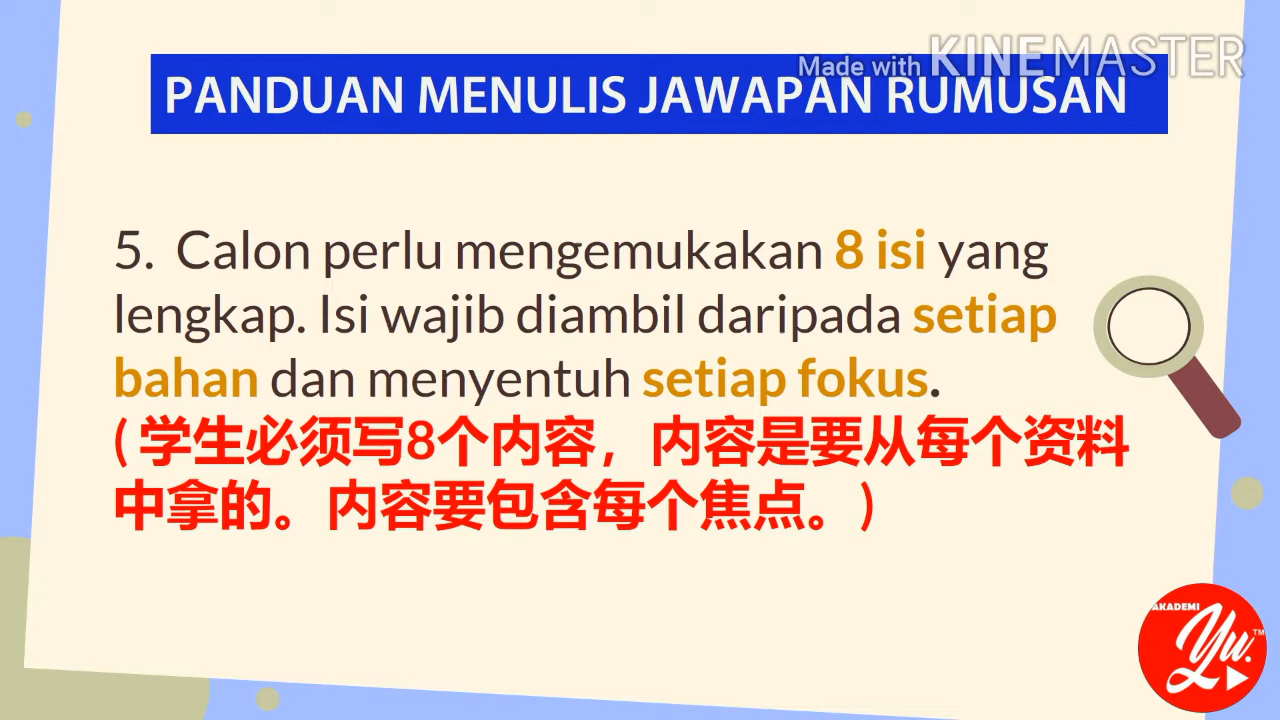 Made with KINEMASTER
PANDUAN MENULIS JAWAPAN RUMUSAN
5. Calon perlu mengemukakan 8 isi yang
lengkap. Isi wajib diambil daripada setiap
bahan dan menyentuh setiap fokus.
( 学生必须写8个内容，内容是要从每个资料
中拿的。内容要包含每个焦点。)
AKADEMI
Yu.
TM